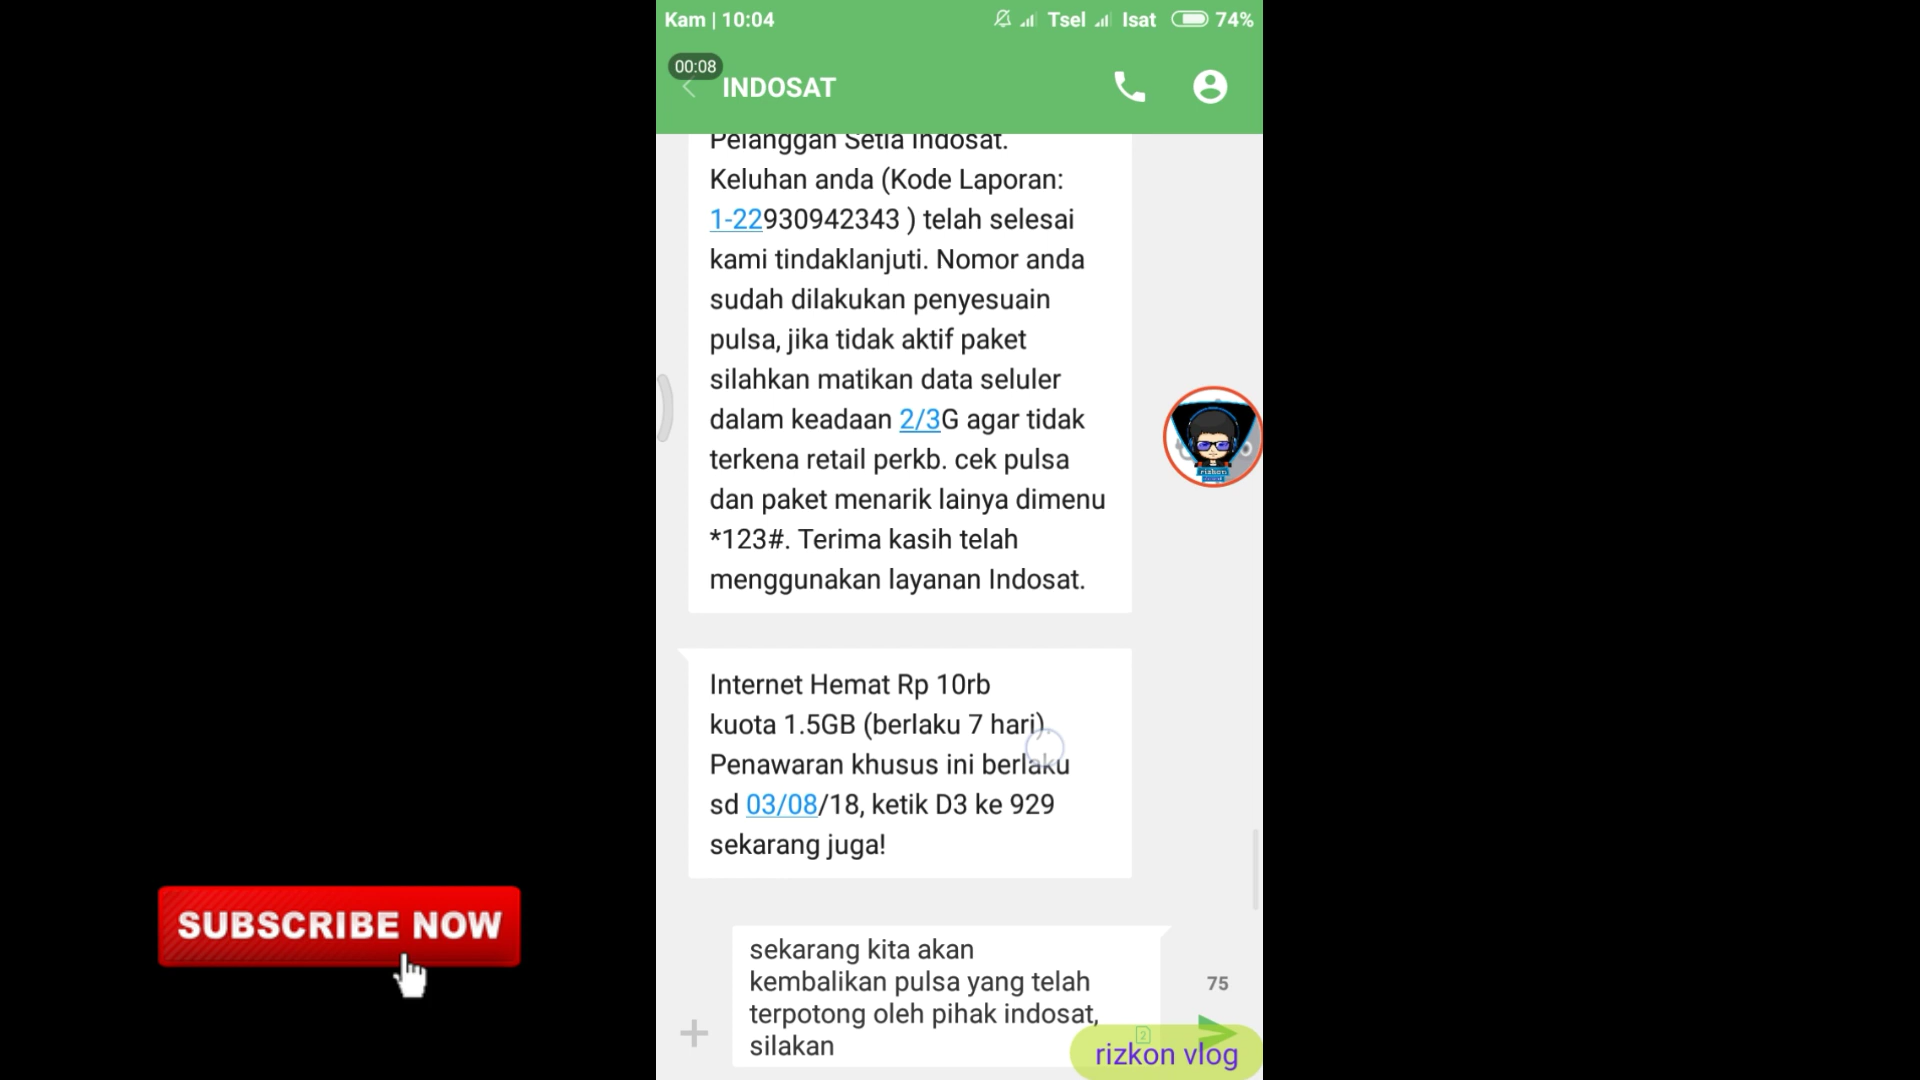 Kam | 10:04
Tsel
Isat
74%
00:08
INDOSAT
Pelanggan Setia Indosat.
Keluhan anda (Kode Laporan:
1-22930942343 ) telah selesai
kami tindaklanjuti. Nomor anda
sudah dilakukan penyesuain
pulsa, jika tidak aktif paket
silahkan matikan data seluler
dalam keadaan 2/3G agar tidak
terkena retail perkb. cek pulsa
dan paket menarik lainya dimenu
*123#. Terima kasih telah
menggunakan layanan Indosat.
rizkon
Internet Hemat Rp 10rb
kuota 1.5GB (berlaku 7 hari).
Penawaran khusus ini berlaku
sd 03/08/18, ketik D3 ke 929
sekarang juga!
SUBSCRIBE NOW
sekarang kita akan
kembalikan pulsa yang telah
terpotong oleh pihak indosat,
silakan
75
2
rizkon vlog